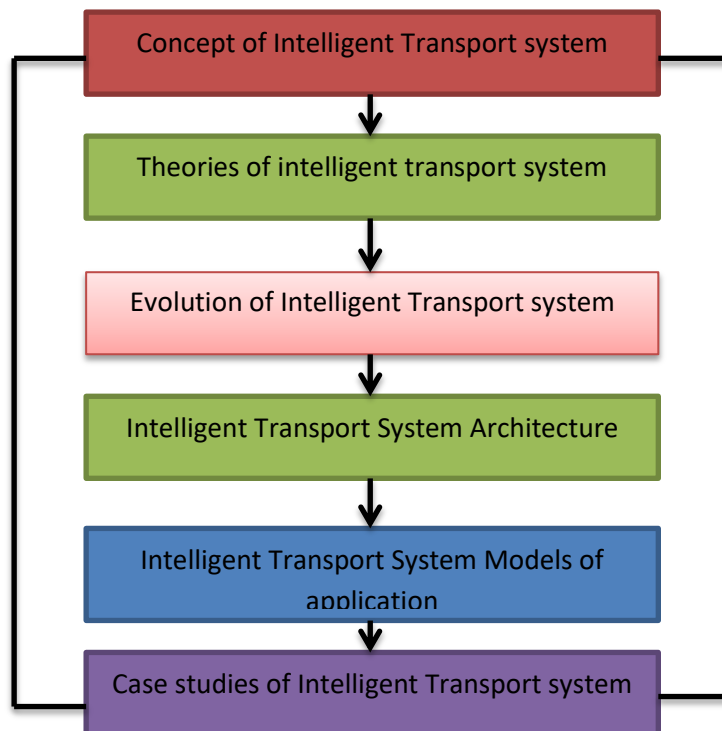 Concept of Intelligent Transport system
Theories of intelligent transport system
Evolution of Intelligent Transport system
Intelligent Transport System Architecture
Intelligent Transport System Models of
application
Case studies of Intelligent Transport system